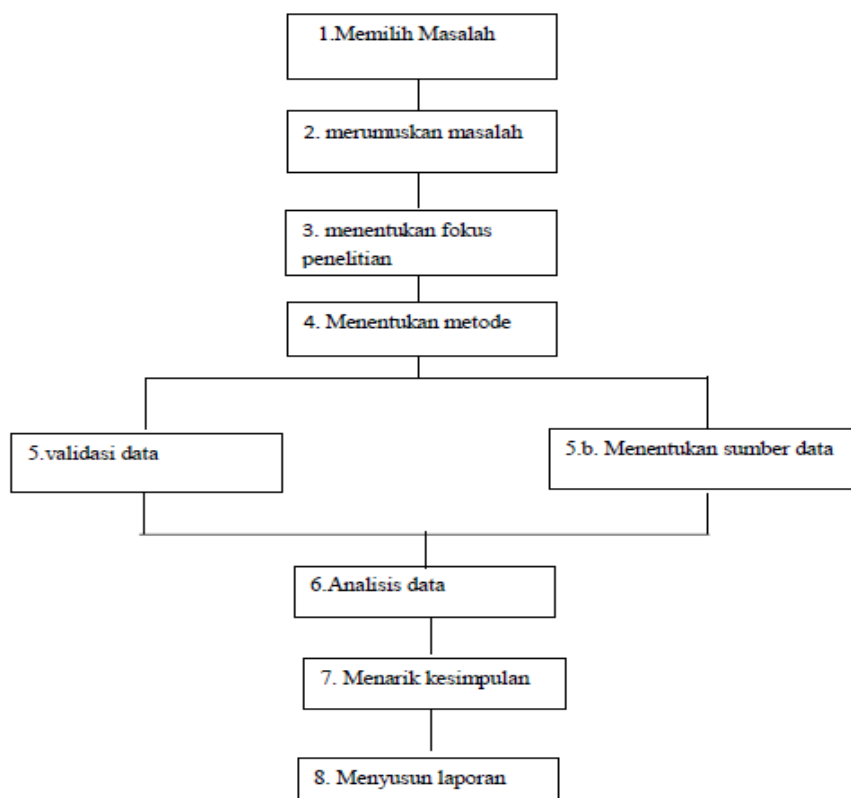 1.Memilih Masalah
2. merumuskan masalah
3. menentukan fokus
penelitian
4. Menentukan metode
5.validasi data
5.b. Menentukan sumber data
6.Analisis data
7. Menarik kesimpulan
8. Menyusun laporan